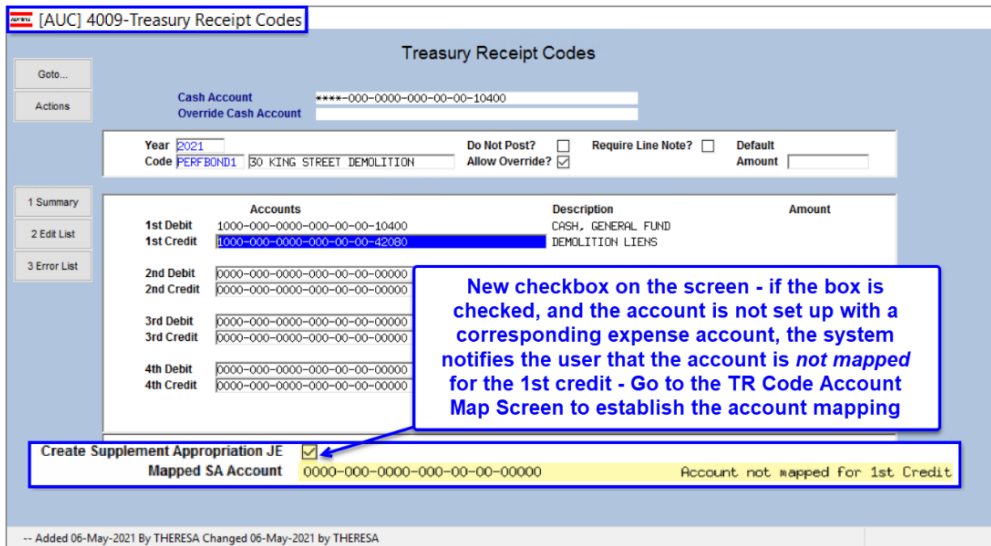 [AUC] 4009-Treasury Receipt Codes
Treasury Receipt Codes
Goto...
Actions
Cash Account ****-000-0000-000-00-00-10400
Override Cash Account
Year 2021 Do Not Post? Require Line Note? Default
Code PERFBOND1 30 KING STREET DEMOLITION Allow Override? Amount
1 Summary
2 Edit List
3 Error List
Accounts Description Amount
1st Debit 1000-000-0000-000-00-00-10400 CASH, GENERAL FUND
1st Credit 1000-000-0000-000-00-00-42080 DEMOLITION LIENS
2nd Debit 0000-000-0000-000-00-00-00000
2nd Credit 0000-000-0000-000-00-00-00000
3rd Debit 0000-000-0000-000-00-00-00000
3rd Credit 0000-000-0000-000-00-00-00000
4th Debit 0000-000-0000-000-00-00-00000
4th Credit 0000-000-0000-000-00-00-00000
New checkbox on the screen - if the box is
checked, and the account is not set up with a
corresponding expense account, the system
notifies the user that the account is not mapped
for the 1st credit - Go to the TR Code Account
Map Screen to establish the account mapping
Create Supplement Appropriation JE
Mapped SA Account 0000-000-0000-000-00-00-00000 Account not mapped for 1st Credit
-- Added 06-May-2021 By THERESA Changed 06-May-2021 by THERESA